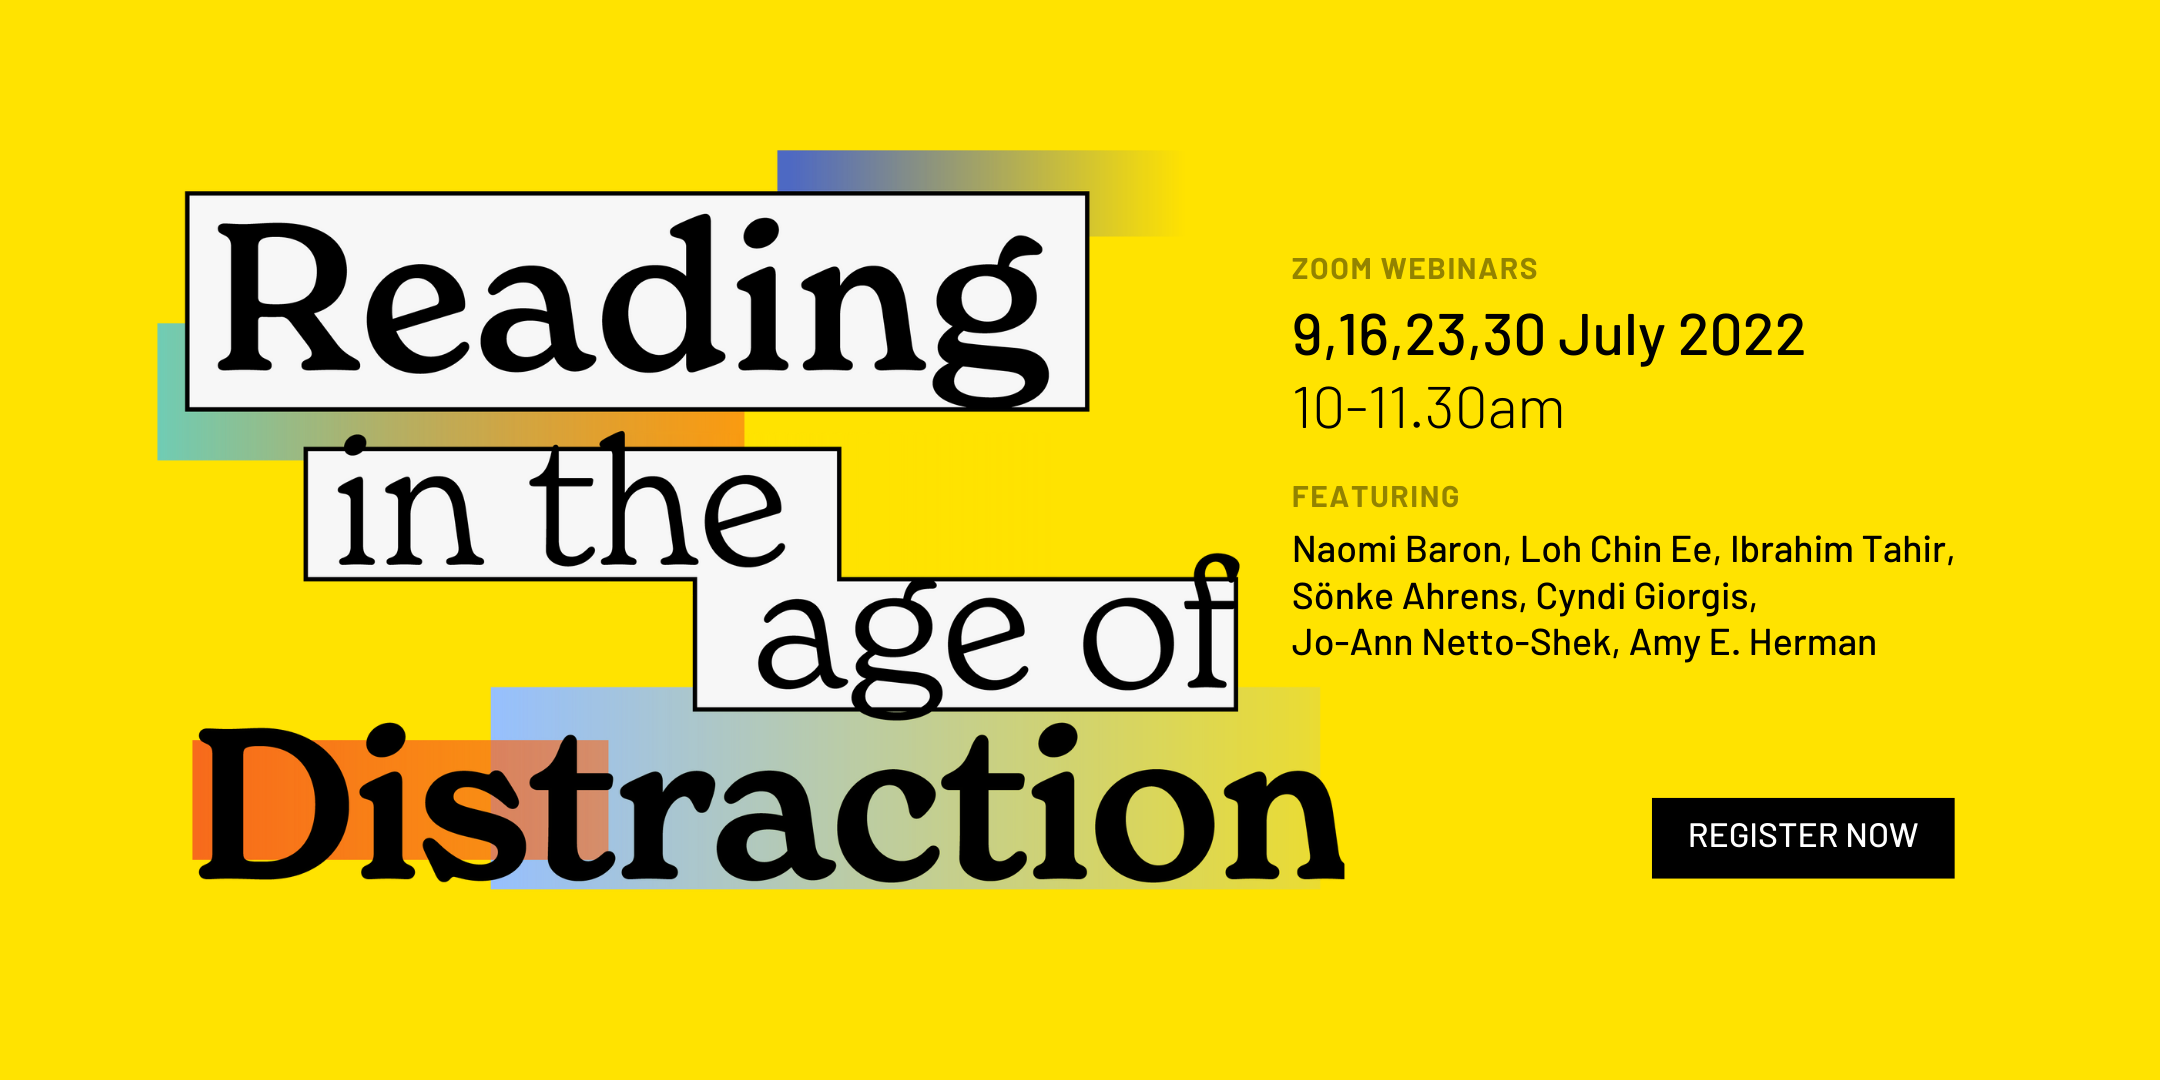 Reading
in the
age of
Distraction
ZOOM WEBINARS
9,16,23,30 July 2022
10-11.30am
FEATURING
Naomi Baron, Loh Chin Ee, Ibrahim Tahir,
Sönke Ahrens, Cyndi Giorgis,
Jo-Ann Netto-Shek, Amy E. Herman
REGISTER NOW